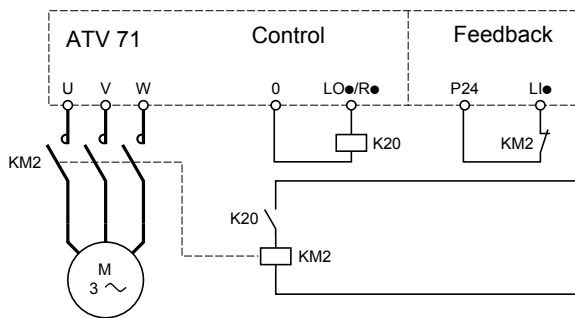 ATV 71 Control Feedback
U V W 0 LO●/R● P24 LI●
KM2 K20 KM2
K20
KM2
M
3 ~